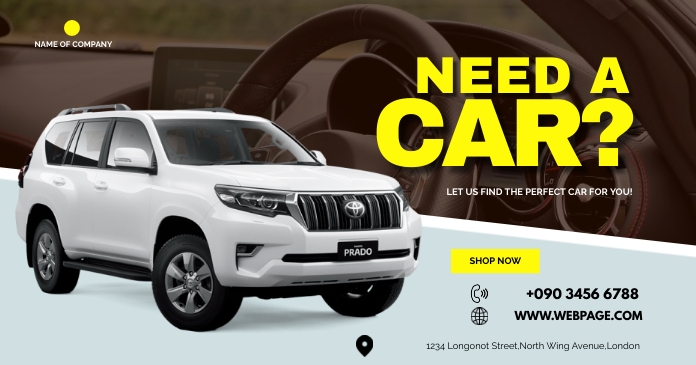 NAME OF COMPANY
NEED A
CAR?
LET US FIND THE PERFECT CAR FOR YOU!
PRADO
SHOP NOW
+090 3456 6788
WWW.WEBPAGE.COM
1234 Longonot Street,North Wing Avenue,London